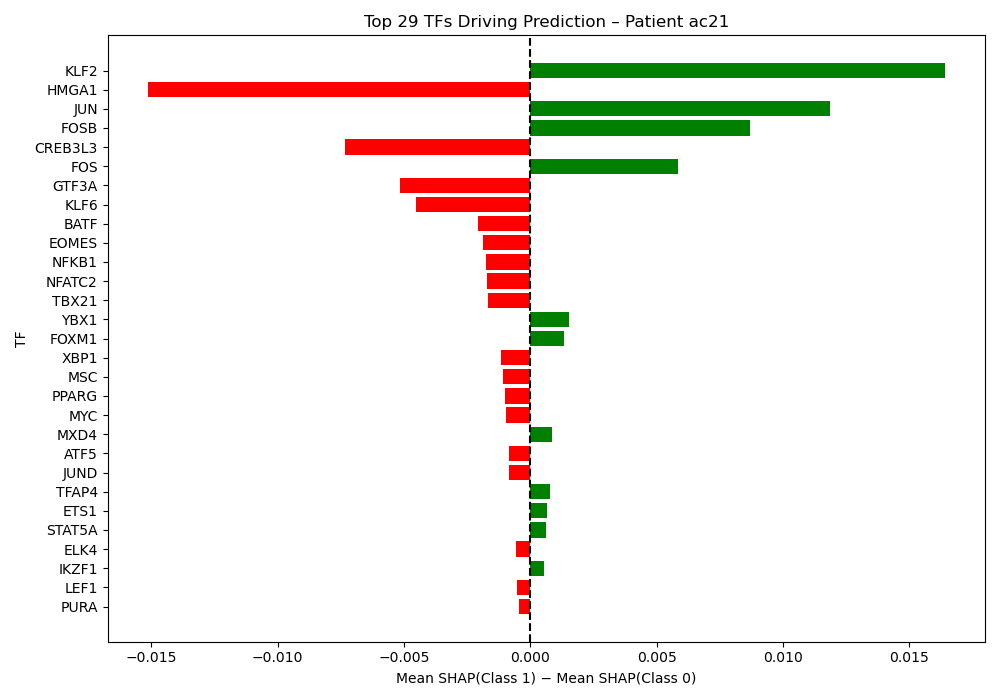 Top 29 TFs Driving Prediction – Patient ac21
TF
KLF2
HMGA1
JUN
FOSB
CREB3L3
FOS
GTF3A
KLF6
BATF
EOMES
NFKB1
NFATC2
TBX21
YBX1
FOXM1
XBP1
MSC
PPARG
MYC
MXD4
ATF5
JUND
TFAP4
ETS1
STAT5A
ELK4
IKZF1
LEF1
PURA
−0.015 −0.010 −0.005 0.000 0.005 0.010 0.015
Mean SHAP(Class 1) − Mean SHAP(Class 0)